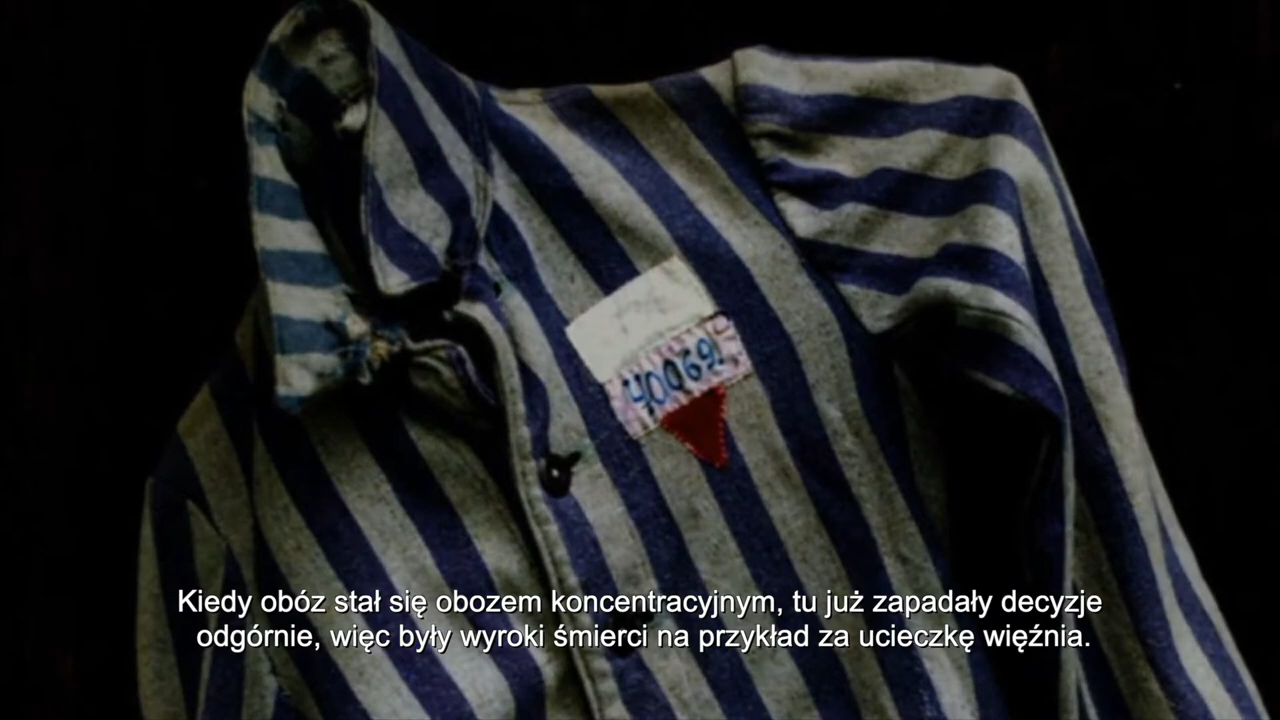 40069
Kiedy obóz stał się obozem koncentracyjnym, tu już zapadały decyzje
odgórnie, więc były wyroki śmierci na przykład za ucieczkę więźnia.